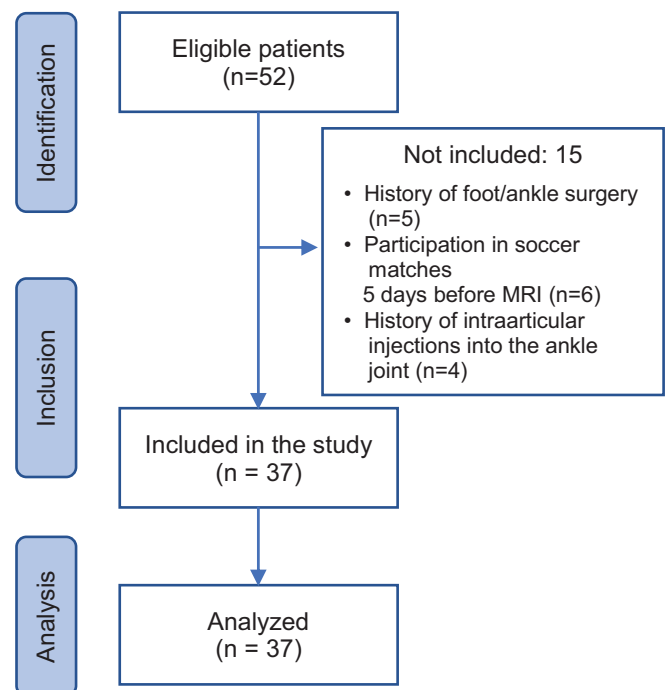 Identification
Eligible patients
(n=52)
Not included: 15
• History of foot/ankle surgery
(n=5)
• Participation in soccer
matches
5 days before MRI (n=6)
• History of intraarticular
injections into the ankle
joint (n=4)
Inclusion
Included in the study
(n = 37)
Analysis
Analyzed
(n = 37)